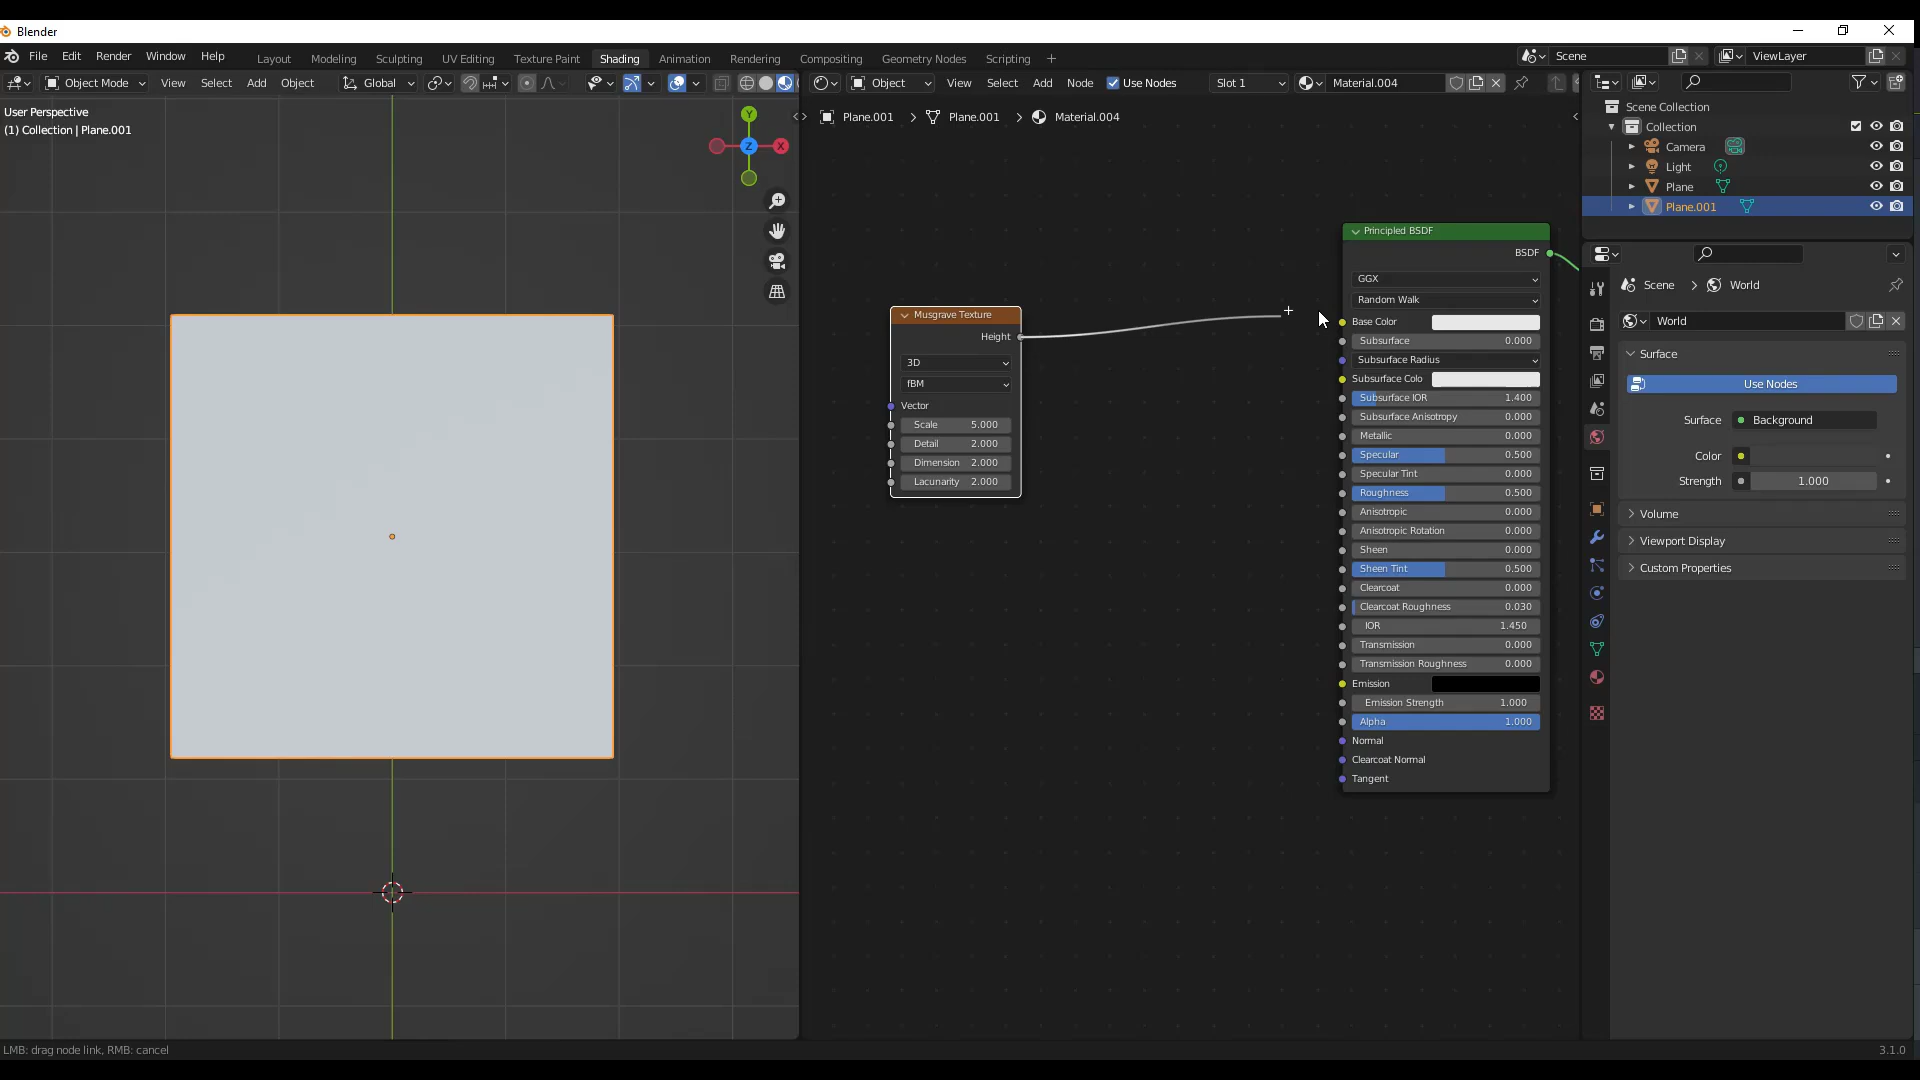 Blender
File Edit Render Window Help
Layout Modeling Sculpting UV Editing Texture Paint Shading Animation Rendering Compositing Geometry Nodes Scripting +
Scene
ViewLayer
Object Mode View Select Add Object Global
Object View Select Add Node Use Nodes Slot 1 Material.004
User Perspective
(1) Collection | Plane.001
Y
X
Z
Plane.001 > Plane.001 > Material.004
Musgrave Texture
Height
3D
fBM
Vector
Scale 5.000
Detail 2.000
Dimension 2.000
Lacunarity 2.000
Principled BSDF
BSDF
GGX
Random Walk
Base Color
Subsurface 0.000
Subsurface Radius
Subsurface Colo
Subsurface IOR 1.400
Subsurface Anisotropy 0.000
Metallic 0.000
Specular 0.500
Specular Tint 0.000
Roughness 0.500
Anisotropic 0.000
Anisotropic Rotation 0.000
Sheen 0.000
Sheen Tint 0.500
Clearcoat 0.000
Clearcoat Roughness 0.030
IOR 1.450
Transmission 0.000
Transmission Roughness 0.000
Emission
Emission Strength 1.000
Alpha 1.000
Normal
Clearcoat Normal
Tangent
Scene Collection
Collection
Camera
Light
Plane
Plane.001
Scene > World
World
Surface
Use Nodes
Surface Background
Color
Strength 1.000
Volume
Viewport Display
Custom Properties
LMB: drag node link, RMB: cancel
3.1.0